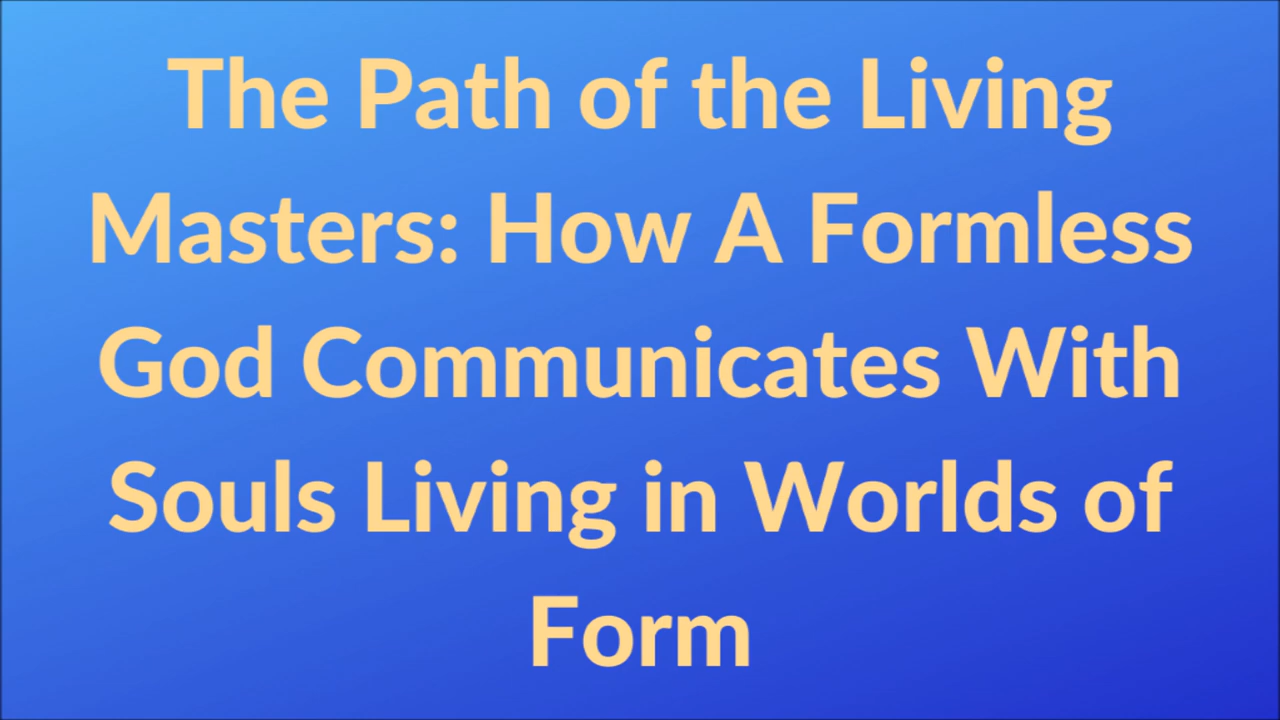 The Path of the Living
Masters: How A Formless
God Communicates With
Souls Living in Worlds of
Form